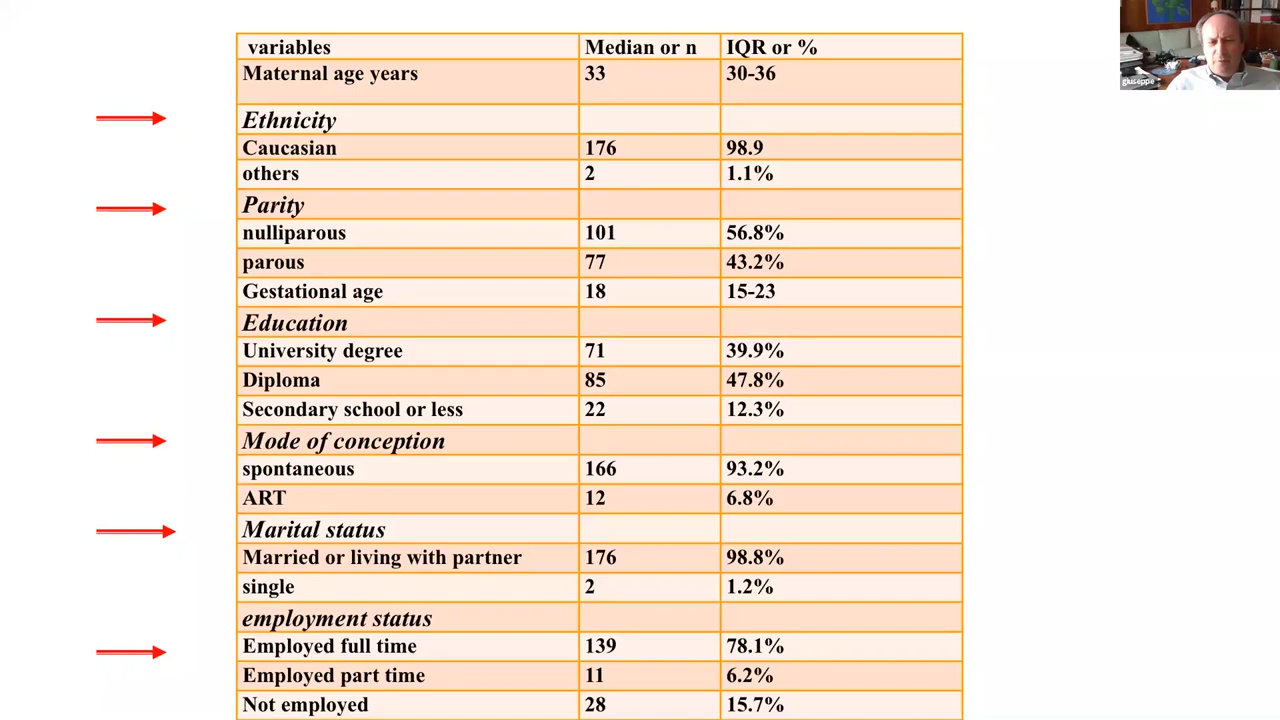 variables Median or n IQR or %
Maternal age years 33 30-36
Ethnicity
Caucasian 176 98.9
others 2 1.1%
Parity
nulliparous 101 56.8%
parous 77 43.2%
Gestational age 18 15-23
Education
University degree 71 39.9%
Diploma 85 47.8%
Secondary school or less 22 12.3%
Mode of conception
spontaneous 166 93.2%
ART 12 6.8%
Marital status
Married or living with partner 176 98.8%
single 2 1.2%
employment status
Employed full time 139 78.1%
Employed part time 11 6.2%
Not employed 28 15.7%
giuseppe